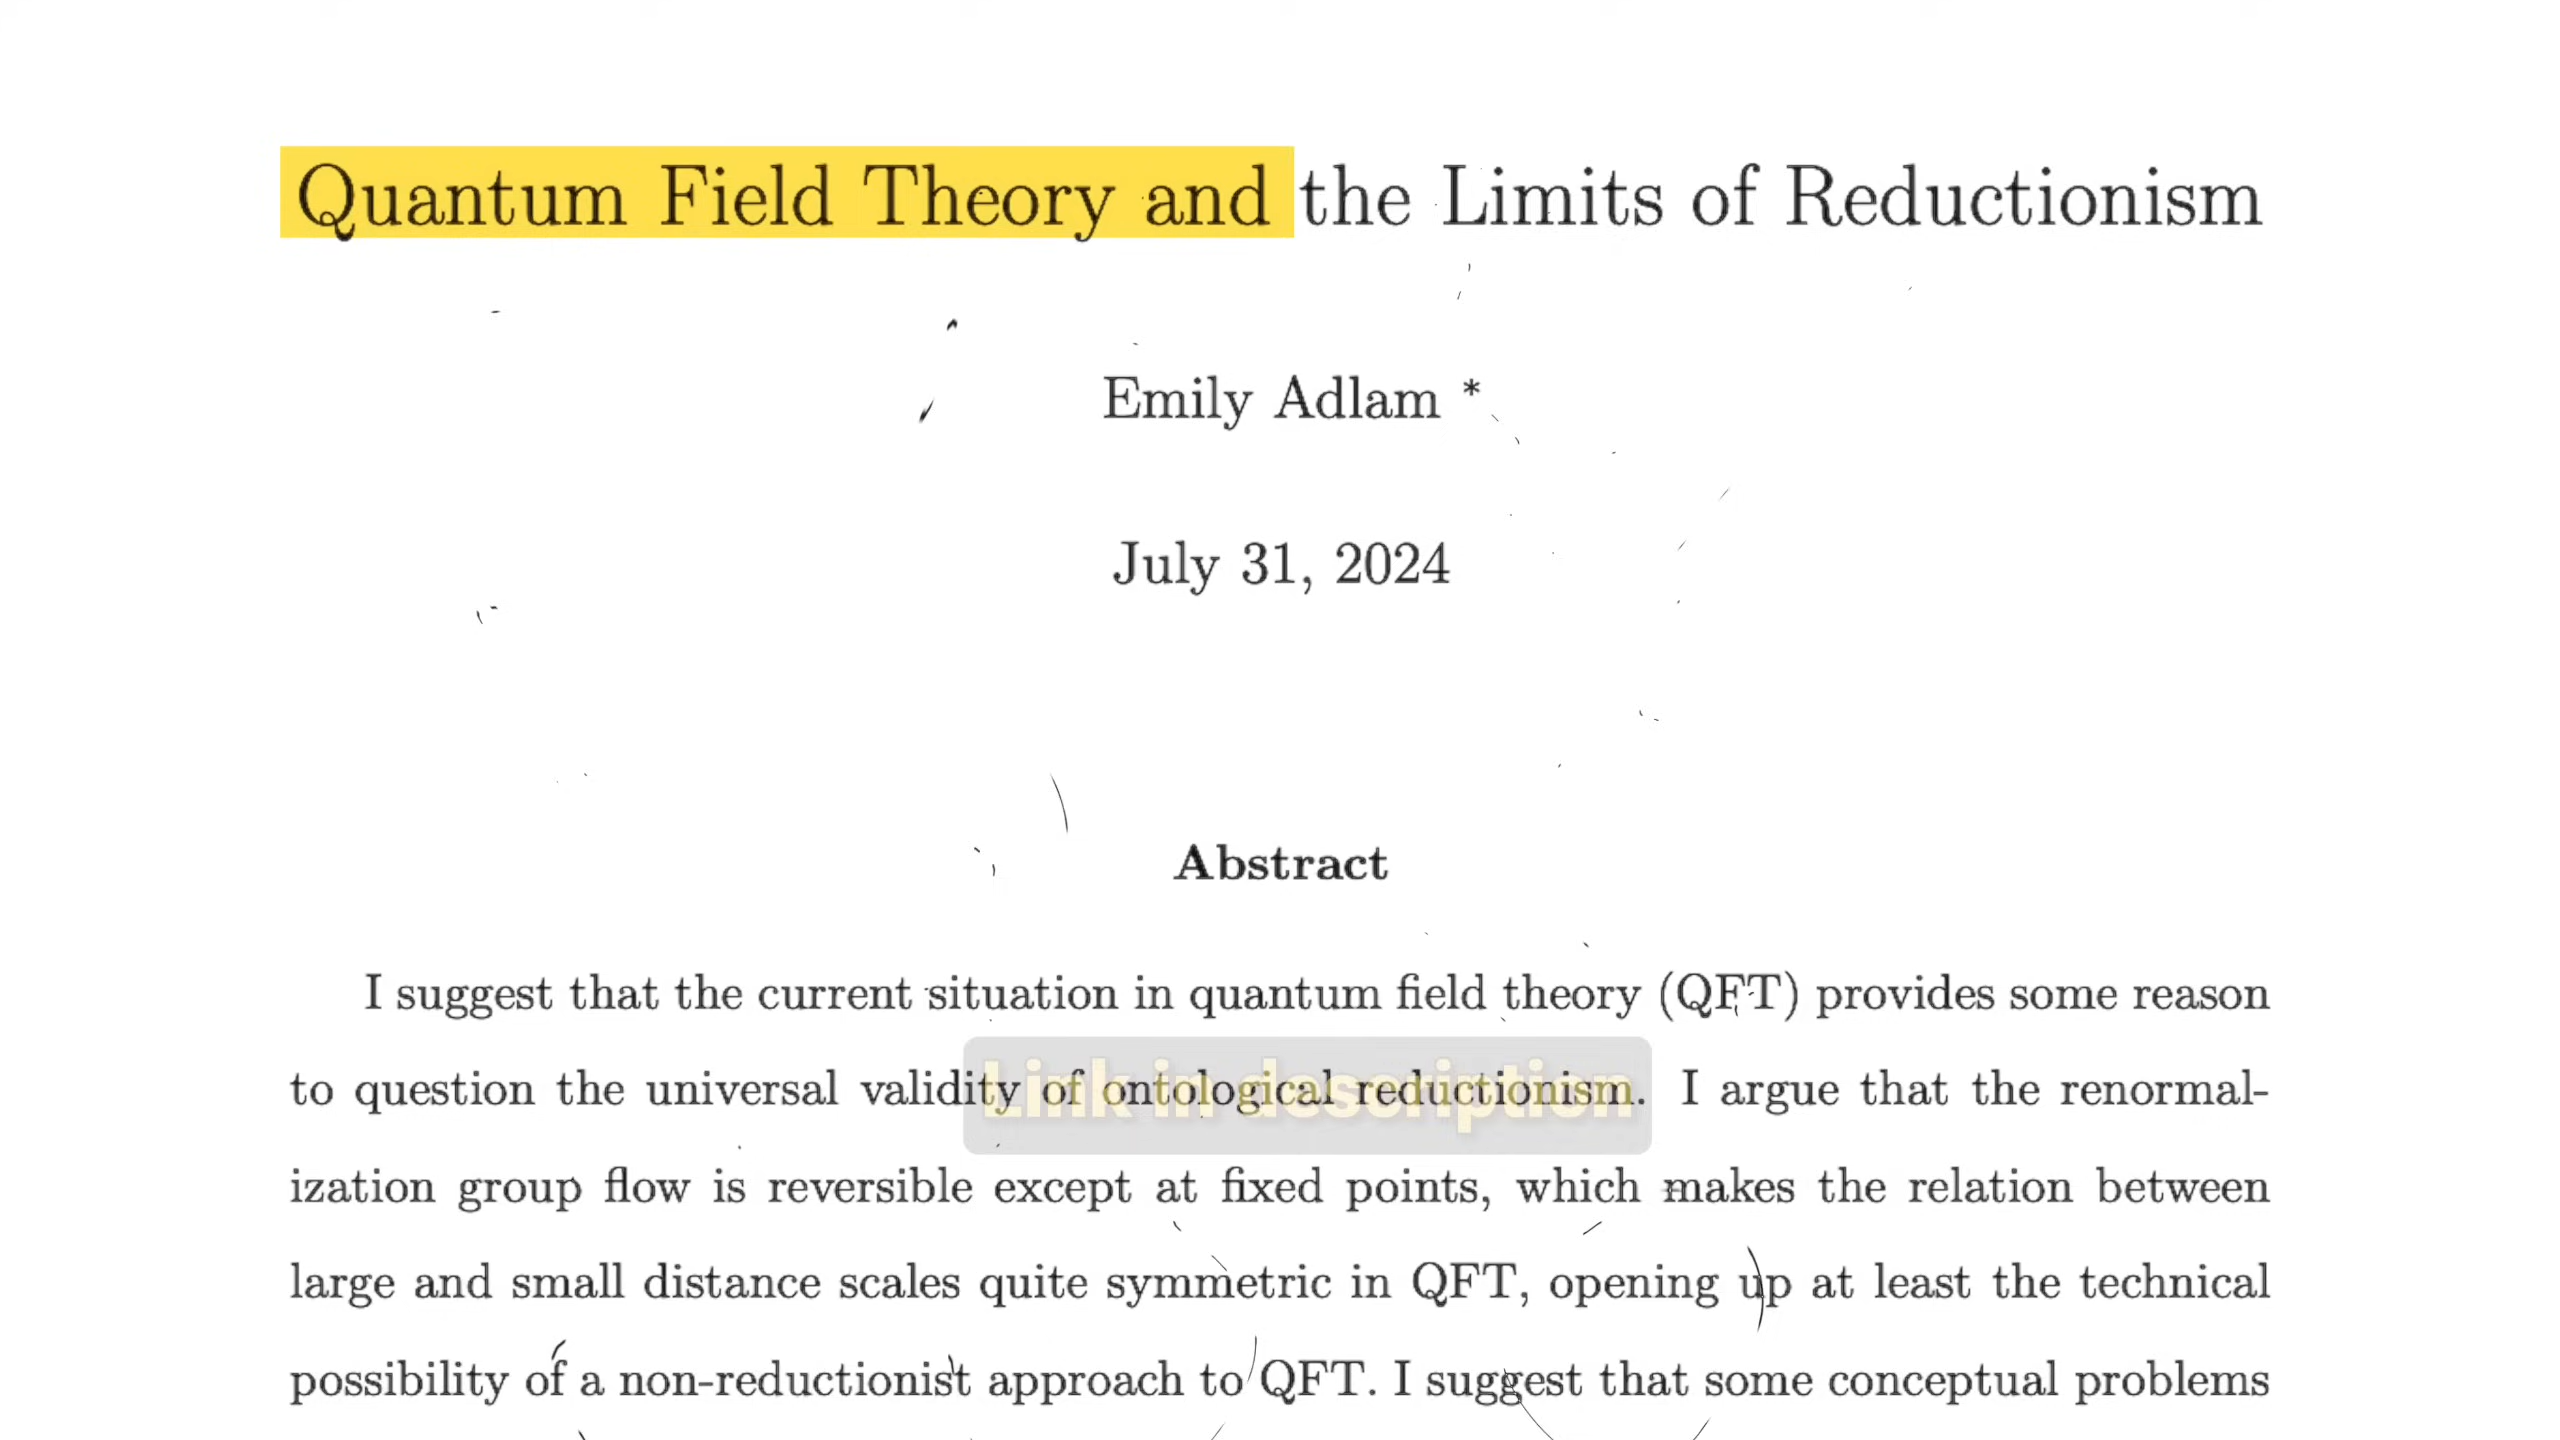 Quantum Field Theory and the Limits of Reductionism
Emily Adlam *
July 31, 2024
Abstract
I suggest that the current situation in quantum field theory (QFT) provides some reason
to question the universal validity of ontological reductionism. I argue that the renormal-
Link in description
ization group flow is reversible except at fixed points, which makes the relation between
large and small distance scales quite symmetric in QFT, opening up at least the technical
possibility of a non-reductionist approach to QFT. I suggest that some conceptual problems